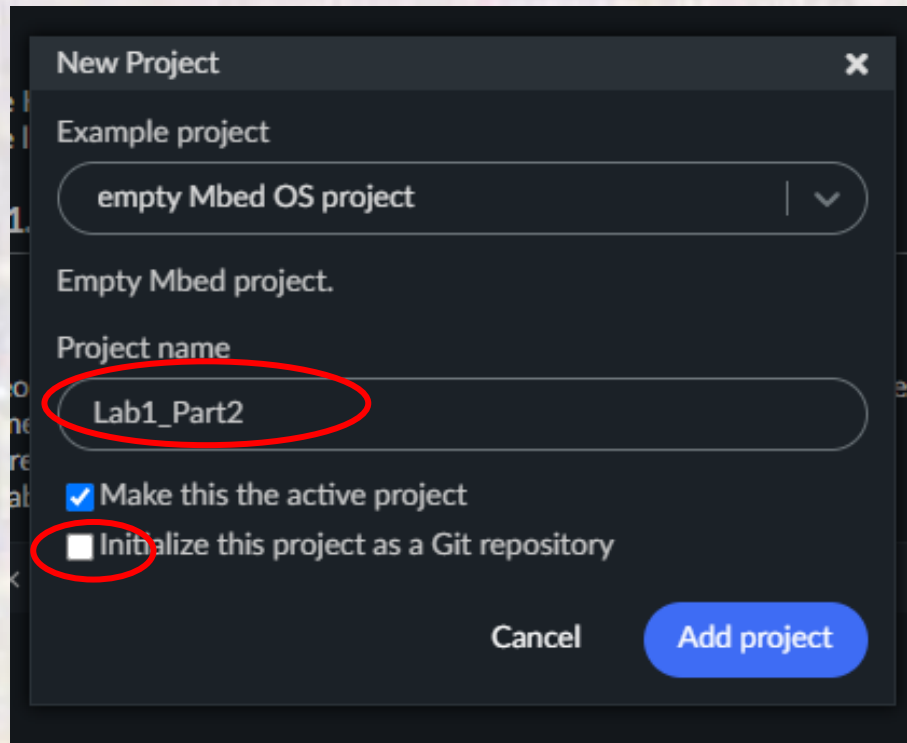 New Project
Example project
empty Mbed OS project
Empty Mbed project.
Project name
Lab1_Part2
Make this the active project
Initialize this project as a Git repository
Cancel
Add project